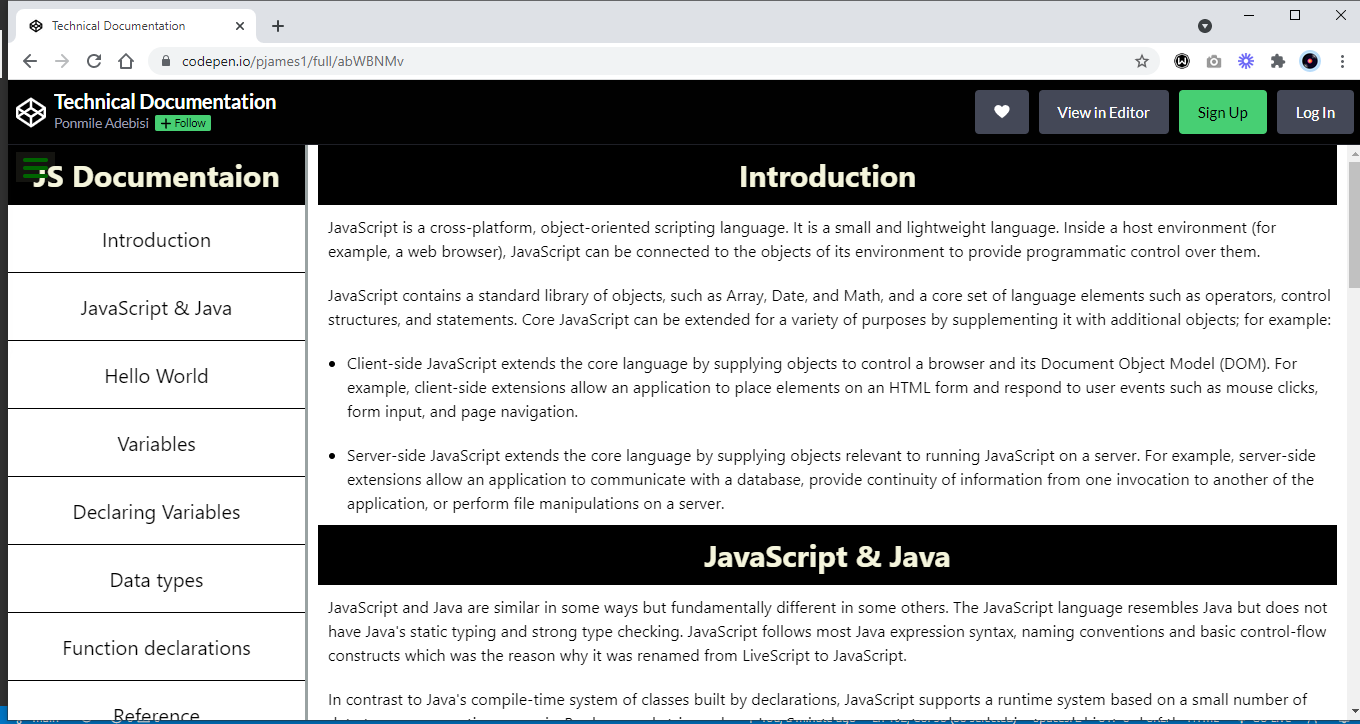 Technical Documentation
codepen.io/pjames1/full/abWBNMv
Technical Documentation
Ponmile Adebisi + Follow
View in Editor
Sign Up
Log In
JS Documentaion
Introduction
JavaScript & Java
Hello World
Variables
Declaring Variables
Data types
Function declarations
Reference
Introduction
JavaScript is a cross-platform, object-oriented scripting language. It is a small and lightweight language. Inside a host environment (for
example, a web browser), JavaScript can be connected to the objects of its environment to provide programmatic control over them.
JavaScript contains a standard library of objects, such as Array, Date, and Math, and a core set of language elements such as operators, control
structures, and statements. Core JavaScript can be extended for a variety of purposes by supplementing it with additional objects; for example:
Client-side JavaScript extends the core language by supplying objects to control a browser and its Document Object Model (DOM). For
example, client-side extensions allow an application to place elements on an HTML form and respond to user events such as mouse clicks,
form input, and page navigation.
Server-side JavaScript extends the core language by supplying objects relevant to running JavaScript on a server. For example, server-side
extensions allow an application to communicate with a database, provide continuity of information from one invocation to another of the
application, or perform file manipulations on a server.
JavaScript & Java
JavaScript and Java are similar in some ways but fundamentally different in some others. The JavaScript language resembles Java but does not
have Java's static typing and strong type checking. JavaScript follows most Java expression syntax, naming conventions and basic control-flow
constructs which was the reason why it was renamed from LiveScript to JavaScript.
In contrast to Java's compile-time system of classes built by declarations, JavaScript supports a runtime system based on a small number of